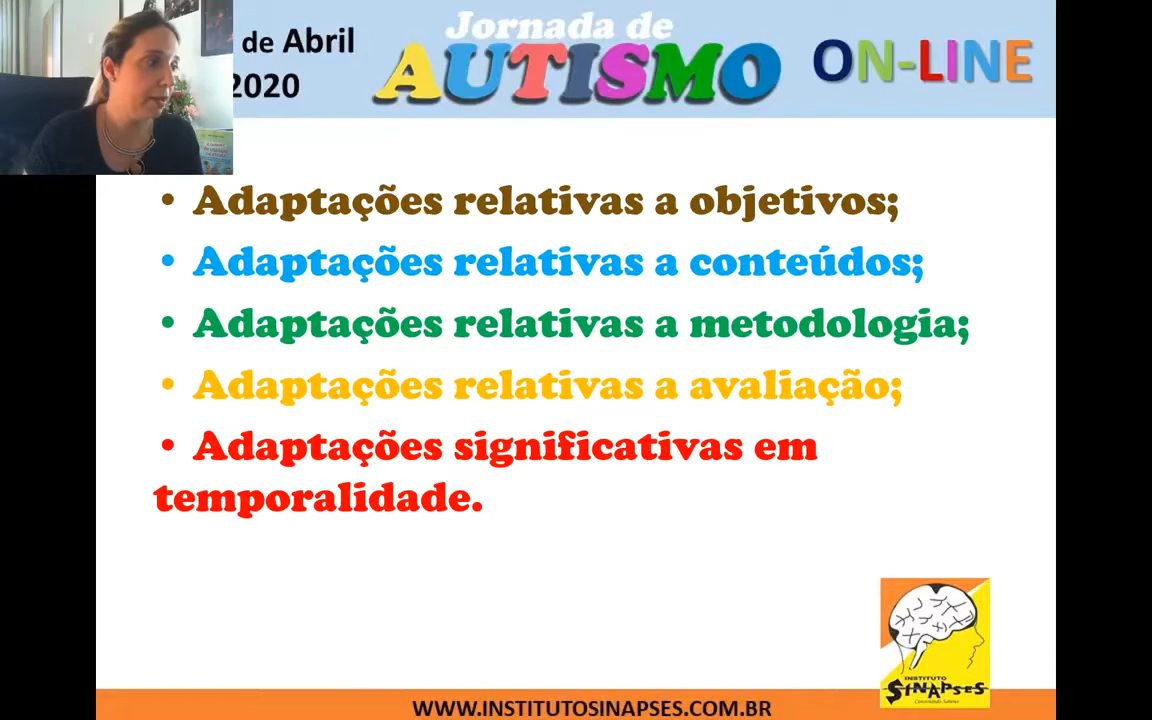 de Abril
2020
Jornada de
AUTISMO
ON-LINE
• Adaptações relativas a objetivos;
• Adaptações relativas a conteúdos;
• Adaptações relativas a metodologia;
• Adaptações relativas a avaliação;
• Adaptações significativas em
temporalidade.
INSTITUTO
SINAPSES
WWW.INSTITUTOSINAPSES.COM.BR